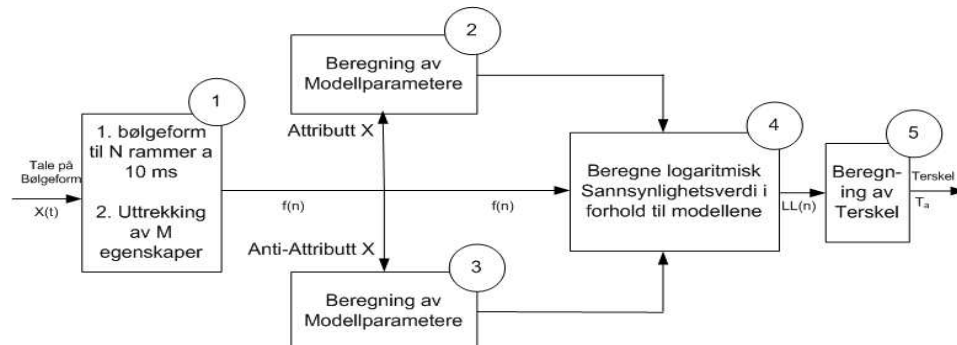 Tale på
Bølgeform
X(t)
1
1. bølgeform
til N rammer a
10 ms
2. Uttrekking
av M
egenskaper
2
Beregning av
Modellparametere
Attributt X
f(n)
f(n)
Anti-Attributt X
3
Beregning av
Modellparametere
4
Beregne logaritmisk
Sannsynlighetsverdi i
forhold til modellene
LL(n)
5
Beregn-
ing av
Terskel
Terskel
Tₐ